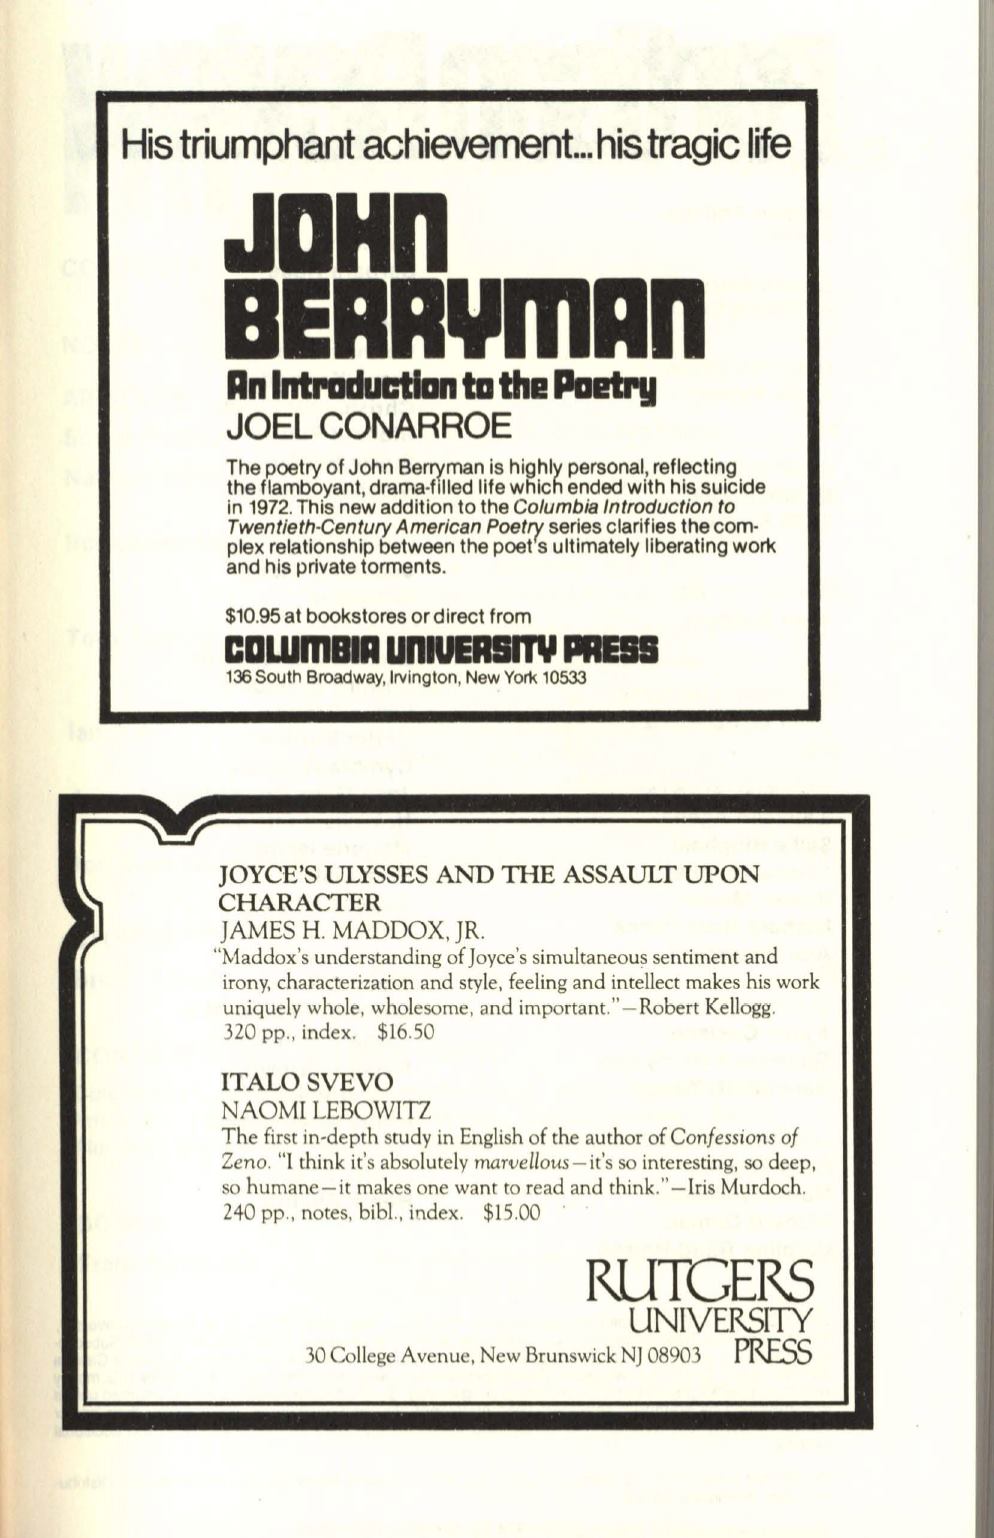 His triumphant achievement...his tragic life
JOHN
BERRYMAN
An Introduction to the Poetry
JOEL CONARROE
The poetry of John Berryman is highly personal, reflecting
the flamboyant, drama-filled life which ended with his suicide
in 1972. This new addition to the Columbia Introduction to
Twentieth-Century American Poetry series clarifies the com-
plex relationship between the poet's ultimately liberating work
and his private torments.
$10.95 at bookstores or direct from
COLUMBIA UNIVERSITY PRESS
136 South Broadway, Irvington, New York 10533
JOYCE'S ULYSSES AND THE ASSAULT UPON
CHARACTER
JAMES H. MADDOX, JR.
"Maddox's understanding of Joyce's simultaneous sentiment and
irony, characterization and style, feeling and intellect makes his work
uniquely whole, wholesome, and important."—Robert Kellogg.
320 pp., index. $16.50
ITALO SVEVO
NAOMI LEBOWITZ
The first in-depth study in English of the author of Confessions of
Zeno. "I think it's absolutely marvellous—it's so interesting, so deep,
so humane—it makes one want to read and think."—Iris Murdoch.
240 pp., notes, bibl., index. $15.00
RUTGERS
UNIVERSITY
30 College Avenue, New Brunswick NJ 08903 PRESS